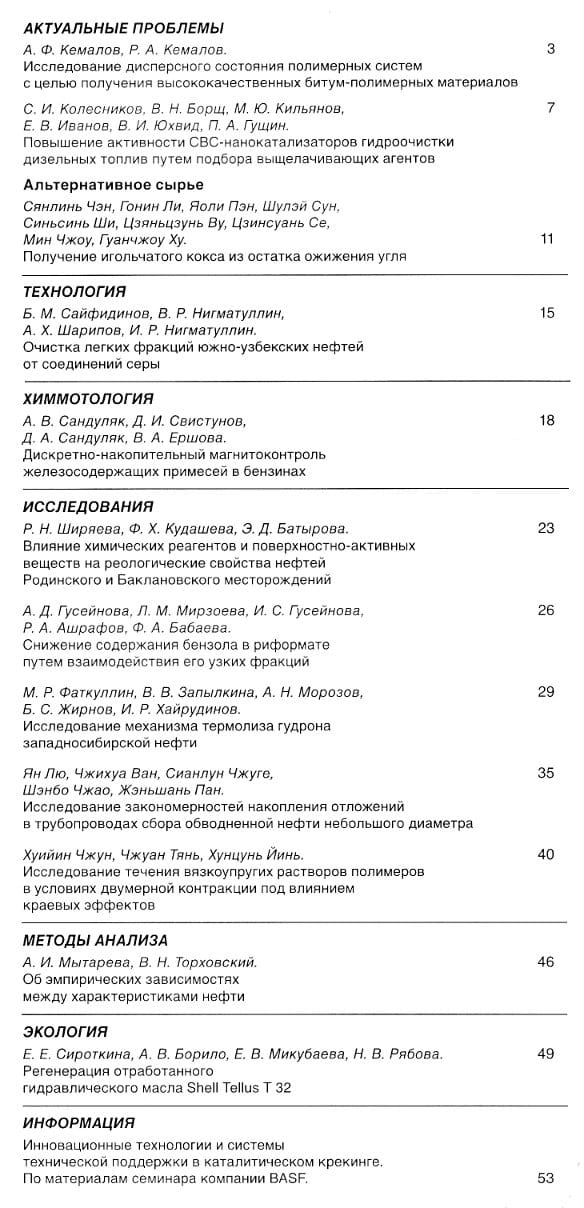 АКТУАЛЬНЫЕ ПРОБЛЕМЫ
А. Ф. Кемалов, Р. А. Кемалов. 3
Исследование дисперсного состояния полимерных систем
с целью получения высококачественных битум-полимерных материалов
С. И. Колесников, В. Н. Борщ, М. Ю. Кильянов, 7
Е. В. Иванов, В. И. Юхвид, П. А. Гущин.
Повышение активности СВС-нанокатализаторов гидроочистки
дизельных топлив путем подбора выщелачивающих агентов
Альтернативное сырье
Сянлинь Чэн, Гонин Ли, Яоли Пэн, Шулэй Сун,
Синьсинь Ши, Цзяньцзунь Ву, Цзинсуань Се,
Мин Чжоу, Гуанчжоу Ху. 11
Получение игольчатого кокса из остатка ожижения угля
ТЕХНОЛОГИЯ
Б. М. Сайфидинов, В. Р. Нигматуллин, 15
А. Х. Шарипов, И. Р. Нигматуллин.
Очистка легких фракций южно-узбекских нефтей
от соединений серы
ХИММОТОЛОГИЯ
А. В. Сандуляк, Д. И. Свистунов, 18
Д. А. Сандуляк, В. А. Ершова.
Дискретно-накопительный магнитоконтроль
железосодержащих примесей в бензинах
ИССЛЕДОВАНИЯ
Р. Н. Ширяева, Ф. Х. Кудашева, Э. Д. Батырова. 23
Влияние химических реагентов и поверхностно-активных
веществ на реологические свойства нефтей
Родинского и Баклановского месторождений
А. Д. Гусейнова, Л. М. Мирзоева, И. С. Гусейнова, 26
Р. А. Ашрафов, Ф. А. Бабаева.
Снижение содержания бензола в риформате
путем взаимодействия его узких фракций
М. Р. Фаткуллин, В. В. Запылкина, А. Н. Морозов, 29
Б. С. Жирнов, И. Р. Хайрудинов.
Исследование механизма термолиза гудрона
западносибирской нефти
Ян Лю, Чжихуа Ван, Сианлун Чжуге, 35
Шэнбо Чжао, Жэньшань Пан.
Исследование закономерностей накопления отложений
в трубопроводах сбора обводненной нефти небольшого диаметра
Хуийин Чжун, Чжуан Тянь, Хунцунь Йинь. 40
Исследование течения вязкоупругих растворов полимеров
в условиях двумерной контракции под влиянием
краевых эффектов
МЕТОДЫ АНАЛИЗА
А. И. Мытарева, В. Н. Торховский. 46
Об эмпирических зависимостях
между характеристиками нефти
ЭКОЛОГИЯ
Е. Е. Сироткина, А. В. Борило, Е. В. Микубаева, Н. В. Рябова. 49
Регенерация отработанного
гидравлического масла Shell Tellus T 32
ИНФОРМАЦИЯ
Инновационные технологии и системы
технической поддержки в каталитическом крекинге.
По материалам семинара компании BASF. 53